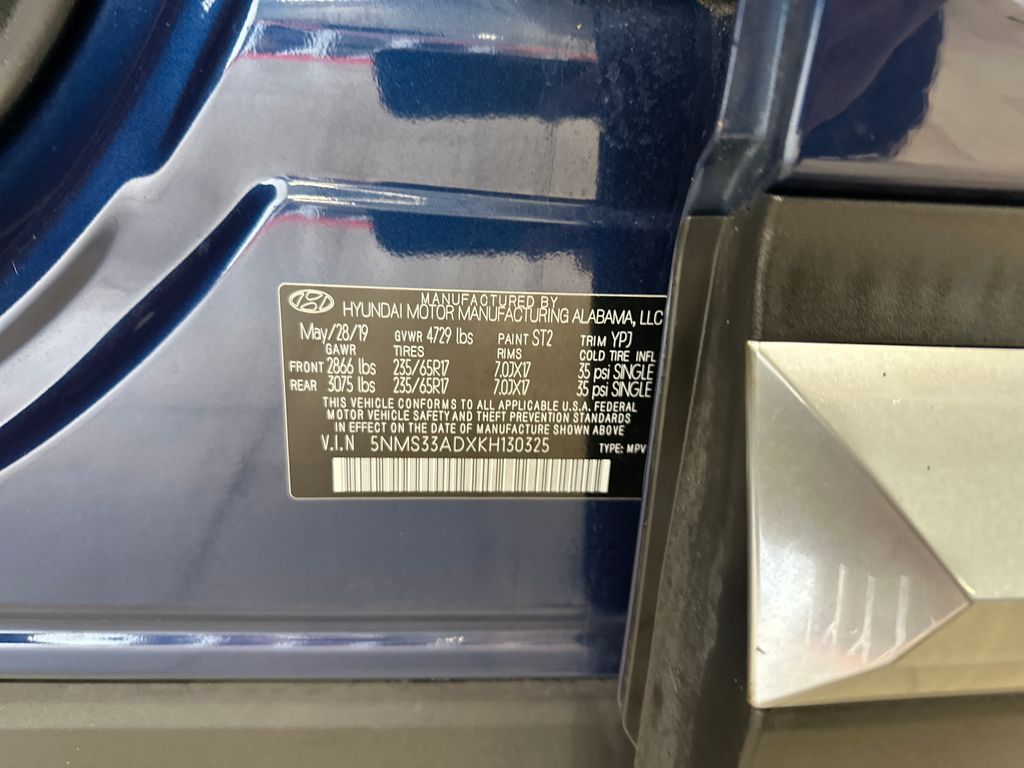 MANUFACTURED BY
HYUNDAI MOTOR MANUFACTURING ALABAMA, LLC
May/28/19 GVWR 4729 lbs PAINT ST2 TRIM YPJ
GAWR TIRES RIMS COLD TIRE INFL
FRONT 2866 lbs 235/65R17 7.0JX17 35 psi SINGLE
REAR 3075 lbs 235/65R17 7.0JX17 35 psi SINGLE
THIS VEHICLE CONFORMS TO ALL APPLICABLE U.S.A. FEDERAL
MOTOR VEHICLE SAFETY AND THEFT PREVENTION STANDARDS
IN EFFECT ON THE DATE OF MANUFACTURE SHOWN ABOVE
V.I.N 5NMS33ADXKH130325 TYPE: MPV